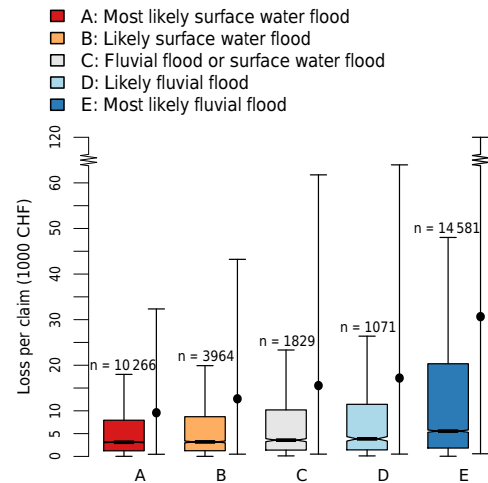 A: Most likely surface water flood
B: Likely surface water flood
C: Fluvial flood or surface water flood
D: Likely fluvial flood
E: Most likely fluvial flood
Loss per claim (1000 CHF)
120
60
50
40
30
20
10
5
0
n = 10 266
n = 3964
n = 1829
n = 1071
n = 14 581
A B C D E